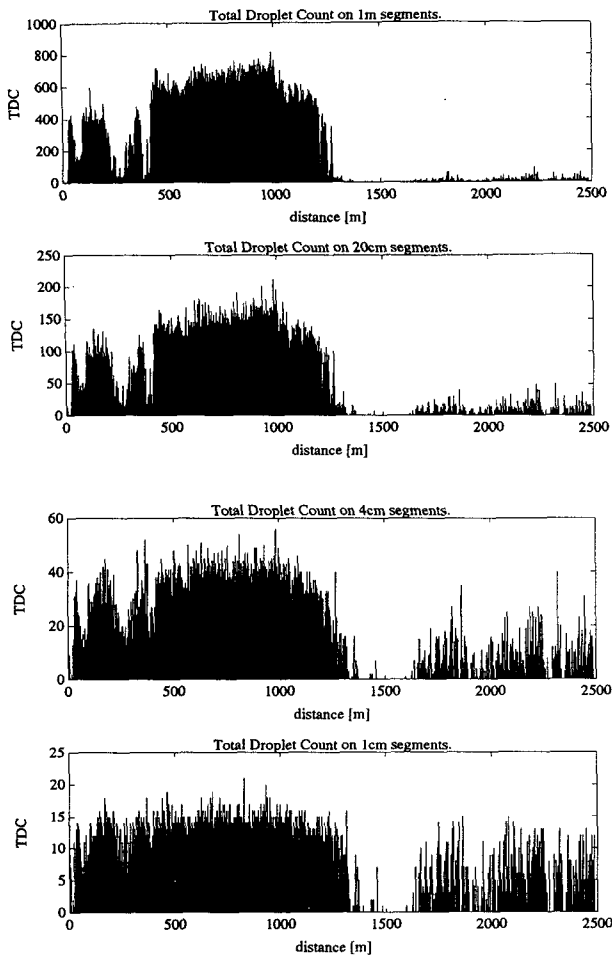 Total Droplet Count on 1m segments.
1000
800
600
400
200
0
TDC
0 500 1000 1500 2000 2500
distance [m]
Total Droplet Count on 20cm segments.
250
200
150
100
50
0
TDC
0 500 1000 1500 2000 2500
distance [m]
Total Droplet Count on 4cm segments.
60
40
20
0
TDC
0 500 1000 1500 2000 2500
distance [m]
Total Droplet Count on 1cm segments.
25
20
15
10
5
0
TDC
0 500 1000 1500 2000 2500
distance [m]